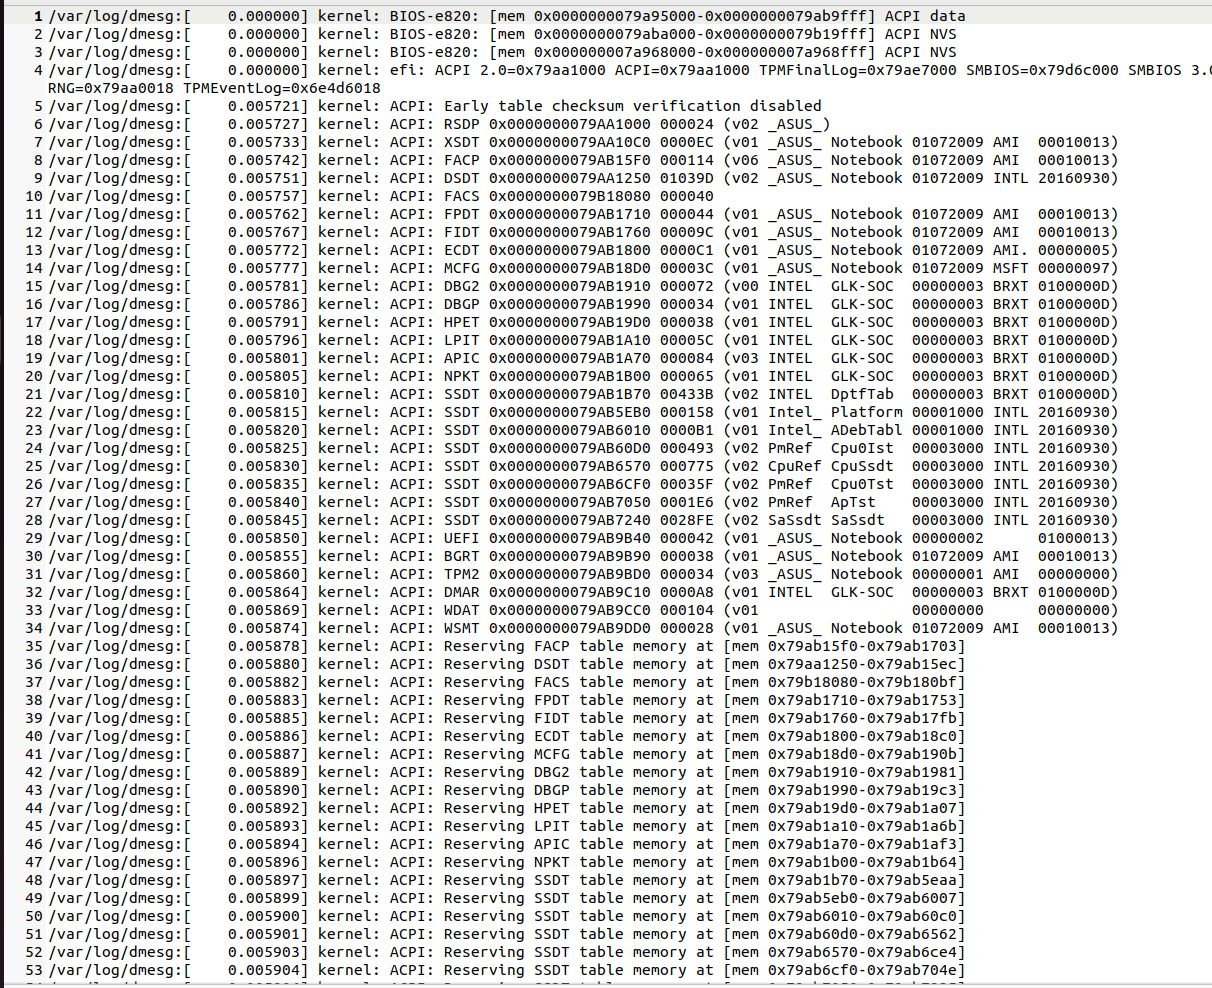 1 /var/log/dmesg:[    0.000000] kernel: BIOS-e820: [mem 0x0000000079a95000-0x0000000079ab9fff] ACPI data
2 /var/log/dmesg:[    0.000000] kernel: BIOS-e820: [mem 0x0000000079aba000-0x0000000079b19fff] ACPI NVS
3 /var/log/dmesg:[    0.000000] kernel: BIOS-e820: [mem 0x000000007a968000-0x000000007a968fff] ACPI NVS
4 /var/log/dmesg:[    0.000000] kernel: efi: ACPI 2.0=0x79aa1000 ACPI=0x79aa1000 TPMFinalLog=0x79ae7000 SMBIOS=0x79d6c000 SMBIOS 3.0
RNG=0x79aa0018 TPMEventLog=0x6e4d6018
5 /var/log/dmesg:[    0.005721] kernel: ACPI: Early table checksum verification disabled
6 /var/log/dmesg:[    0.005727] kernel: ACPI: RSDP 0x0000000079AA1000 000024 (v02 _ASUS_)
7 /var/log/dmesg:[    0.005733] kernel: ACPI: XSDT 0x0000000079AA10C0 0000EC (v01 _ASUS_ Notebook 01072009 AMI  00010013)
8 /var/log/dmesg:[    0.005742] kernel: ACPI: FACP 0x0000000079AB15F0 000114 (v06 _ASUS_ Notebook 01072009 AMI  00010013)
9 /var/log/dmesg:[    0.005751] kernel: ACPI: DSDT 0x0000000079AA1250 01039D (v02 _ASUS_ Notebook 01072009 INTL 20160930)
10 /var/log/dmesg:[    0.005757] kernel: ACPI: FACS 0x0000000079B18080 000040
11 /var/log/dmesg:[    0.005762] kernel: ACPI: FPDT 0x0000000079AB1710 000044 (v01 _ASUS_ Notebook 01072009 AMI  00010013)
12 /var/log/dmesg:[    0.005767] kernel: ACPI: FIDT 0x0000000079AB1760 00009C (v01 _ASUS_ Notebook 01072009 AMI  00010013)
13 /var/log/dmesg:[    0.005772] kernel: ACPI: ECDT 0x0000000079AB1800 0000C1 (v01 _ASUS_ Notebook 01072009 AMI. 00000005)
14 /var/log/dmesg:[    0.005777] kernel: ACPI: MCFG 0x0000000079AB18D0 00003C (v01 _ASUS_ Notebook 01072009 MSFT 00000097)
15 /var/log/dmesg:[    0.005781] kernel: ACPI: DBG2 0x0000000079AB1910 000072 (v00 INTEL  GLK-SOC  00000003 BRXT 0100000D)
16 /var/log/dmesg:[    0.005786] kernel: ACPI: DBGP 0x0000000079AB1990 000034 (v01 INTEL  GLK-SOC  00000003 BRXT 0100000D)
17 /var/log/dmesg:[    0.005791] kernel: ACPI: HPET 0x0000000079AB19D0 000038 (v01 INTEL  GLK-SOC  00000003 BRXT 0100000D)
18 /var/log/dmesg:[    0.005796] kernel: ACPI: LPIT 0x0000000079AB1A10 00005C (v01 INTEL  GLK-SOC  00000003 BRXT 0100000D)
19 /var/log/dmesg:[    0.005801] kernel: ACPI: APIC 0x0000000079AB1A70 000084 (v03 INTEL  GLK-SOC  00000003 BRXT 0100000D)
20 /var/log/dmesg:[    0.005805] kernel: ACPI: NPKT 0x0000000079AB1B00 000065 (v01 INTEL  GLK-SOC  00000003 BRXT 0100000D)
21 /var/log/dmesg:[    0.005810] kernel: ACPI: SSDT 0x0000000079AB1B70 00433B (v02 INTEL  DptfTab  00000003 BRXT 0100000D)
22 /var/log/dmesg:[    0.005815] kernel: ACPI: SSDT 0x0000000079AB5EB0 000158 (v01 Intel_ Platform 00001000 INTL 20160930)
23 /var/log/dmesg:[    0.005820] kernel: ACPI: SSDT 0x0000000079AB6010 0000B1 (v01 Intel_ ADebTabl 00001000 INTL 20160930)
24 /var/log/dmesg:[    0.005825] kernel: ACPI: SSDT 0x0000000079AB60D0 000493 (v02 PmRef  Cpu0Ist  00003000 INTL 20160930)
25 /var/log/dmesg:[    0.005830] kernel: ACPI: SSDT 0x0000000079AB6570 000775 (v02 CpuRef CpuSsdt  00003000 INTL 20160930)
26 /var/log/dmesg:[    0.005835] kernel: ACPI: SSDT 0x0000000079AB6CF0 00035F (v02 PmRef  Cpu0Tst  00003000 INTL 20160930)
27 /var/log/dmesg:[    0.005840] kernel: ACPI: SSDT 0x0000000079AB7050 0001E6 (v02 PmRef  ApTst    00003000 INTL 20160930)
28 /var/log/dmesg:[    0.005845] kernel: ACPI: SSDT 0x0000000079AB7240 0028FE (v02 SaSsdt SaSsdt   00003000 INTL 20160930)
29 /var/log/dmesg:[    0.005850] kernel: ACPI: UEFI 0x0000000079AB9B40 000042 (v01 _ASUS_ Notebook 00000002      01000013)
30 /var/log/dmesg:[    0.005855] kernel: ACPI: BGRT 0x0000000079AB9B90 000038 (v01 _ASUS_ Notebook 01072009 AMI  00010013)
31 /var/log/dmesg:[    0.005860] kernel: ACPI: TPM2 0x0000000079AB9BD0 000034 (v03 _ASUS_ Notebook 00000001 AMI  00000000)
32 /var/log/dmesg:[    0.005864] kernel: ACPI: DMAR 0x0000000079AB9C10 0000A8 (v01 INTEL  GLK-SOC  00000003 BRXT 0100000D)
33 /var/log/dmesg:[    0.005869] kernel: ACPI: WDAT 0x0000000079AB9CC0 000104 (v01                 00000000      00000000)
34 /var/log/dmesg:[    0.005874] kernel: ACPI: WSMT 0x0000000079AB9DD0 000028 (v01 _ASUS_ Notebook 01072009 AMI  00010013)
35 /var/log/dmesg:[    0.005878] kernel: ACPI: Reserving FACP table memory at [mem 0x79ab15f0-0x79ab1703]
36 /var/log/dmesg:[    0.005880] kernel: ACPI: Reserving DSDT table memory at [mem 0x79aa1250-0x79ab15ec]
37 /var/log/dmesg:[    0.005882] kernel: ACPI: Reserving FACS table memory at [mem 0x79b18080-0x79b180bf]
38 /var/log/dmesg:[    0.005883] kernel: ACPI: Reserving FPDT table memory at [mem 0x79ab1710-0x79ab1753]
39 /var/log/dmesg:[    0.005885] kernel: ACPI: Reserving FIDT table memory at [mem 0x79ab1760-0x79ab17fb]
40 /var/log/dmesg:[    0.005886] kernel: ACPI: Reserving ECDT table memory at [mem 0x79ab1800-0x79ab18c0]
41 /var/log/dmesg:[    0.005887] kernel: ACPI: Reserving MCFG table memory at [mem 0x79ab18d0-0x79ab190b]
42 /var/log/dmesg:[    0.005889] kernel: ACPI: Reserving DBG2 table memory at [mem 0x79ab1910-0x79ab1981]
43 /var/log/dmesg:[    0.005890] kernel: ACPI: Reserving DBGP table memory at [mem 0x79ab1990-0x79ab19c3]
44 /var/log/dmesg:[    0.005892] kernel: ACPI: Reserving HPET table memory at [mem 0x79ab19d0-0x79ab1a07]
45 /var/log/dmesg:[    0.005893] kernel: ACPI: Reserving LPIT table memory at [mem 0x79ab1a10-0x79ab1a6b]
46 /var/log/dmesg:[    0.005894] kernel: ACPI: Reserving APIC table memory at [mem 0x79ab1a70-0x79ab1af3]
47 /var/log/dmesg:[    0.005896] kernel: ACPI: Reserving NPKT table memory at [mem 0x79ab1b00-0x79ab1b64]
48 /var/log/dmesg:[    0.005897] kernel: ACPI: Reserving SSDT table memory at [mem 0x79ab1b70-0x79ab5eaa]
49 /var/log/dmesg:[    0.005899] kernel: ACPI: Reserving SSDT table memory at [mem 0x79ab5eb0-0x79ab6007]
50 /var/log/dmesg:[    0.005900] kernel: ACPI: Reserving SSDT table memory at [mem 0x79ab6010-0x79ab60c0]
51 /var/log/dmesg:[    0.005901] kernel: ACPI: Reserving SSDT table memory at [mem 0x79ab60d0-0x79ab6562]
52 /var/log/dmesg:[    0.005903] kernel: ACPI: Reserving SSDT table memory at [mem 0x79ab6570-0x79ab6ce4]
53 /var/log/dmesg:[    0.005904] kernel: ACPI: Reserving SSDT table memory at [mem 0x79ab6cf0-0x79ab704e]